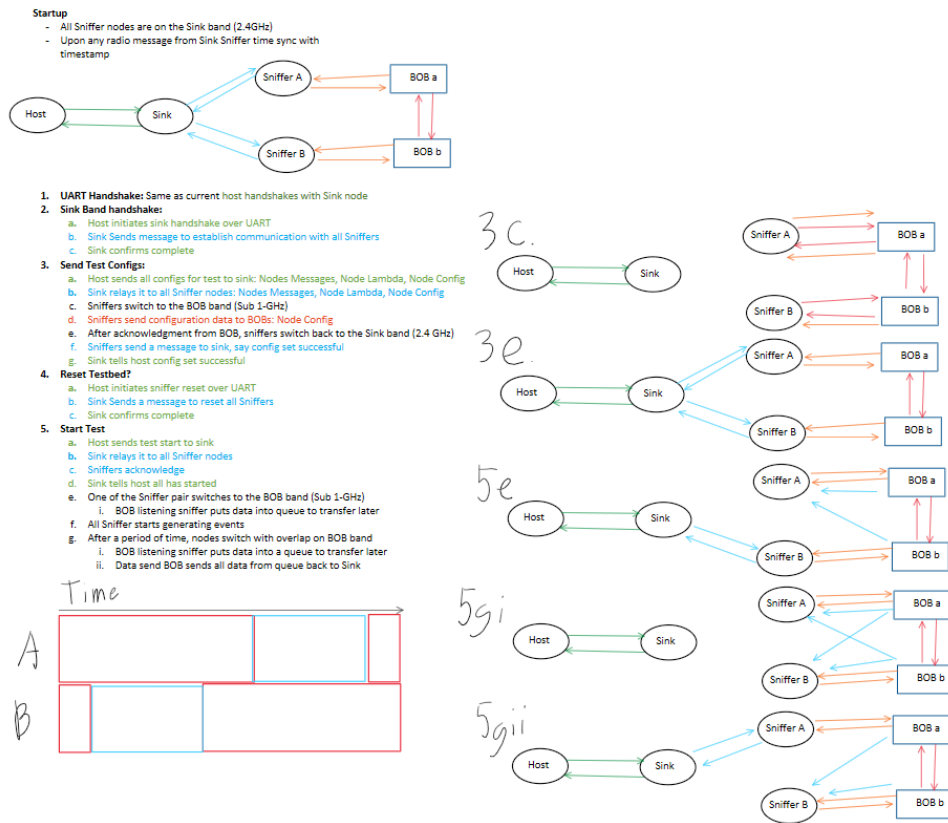 Startup
- All Sniffer nodes are on the Sink band (2.4GHz)
- Upon any radio message from Sink Sniffer time sync with
timestamp
Host
Sink
Sniffer A
BOB a
Sniffer B
BOB b
1. UART Handshake: Same as current host handshakes with Sink node
2. Sink Band handshake:
a. Host initiates sink handshake over UART
b. Sink Sends message to establish communication with all Sniffers
c. Sink confirms complete
3. Send Test Configs:
a. Host sends all configs for test to sink: Nodes Messages, Node Lambda, Node Config
b. Sink relays it to all Sniffer nodes: Nodes Messages, Node Lambda, Node Config
c. Sniffers switch to the BOB band (Sub 1-GHz)
d. Sniffers send configuration data to BOBs: Node Config
e. After acknowledgment from BOB, sniffers switch back to the Sink band (2.4 GHz)
f. Sniffers send a message to sink, say config set successful
g. Sink tells host config set successful
4. Reset Testbed?
a. Host initiates sniffer reset over UART
b. Sink Sends a message to reset all Sniffers
c. Sink confirms complete
5. Start Test
a. Host sends test start to sink
b. Sink relays it to all Sniffer nodes
c. Sniffers acknowledge
d. Sink tells host all has started
e. One of the Sniffer pair switches to the BOB band (Sub 1-GHz)
i. BOB listening sniffer puts data into queue to transfer later
f. All Sniffer starts generating events
g. After a period of time, nodes switch with overlap on BOB band
i. BOB listening sniffer puts data into a queue to transfer later
ii. Data send BOB sends all data from queue back to Sink
Time
A
B
3c.
Host
Sink
Sniffer A
BOB a
Sniffer B
BOB b
3e.
Host
Sink
Sniffer A
BOB a
Sniffer B
BOB b
5e
Host
Sink
Sniffer A
BOB a
Sniffer B
BOB b
5gi
Host
Sink
Sniffer A
BOB a
Sniffer B
BOB b
5gii
Host
Sink
Sniffer A
BOB a
Sniffer B
BOB b